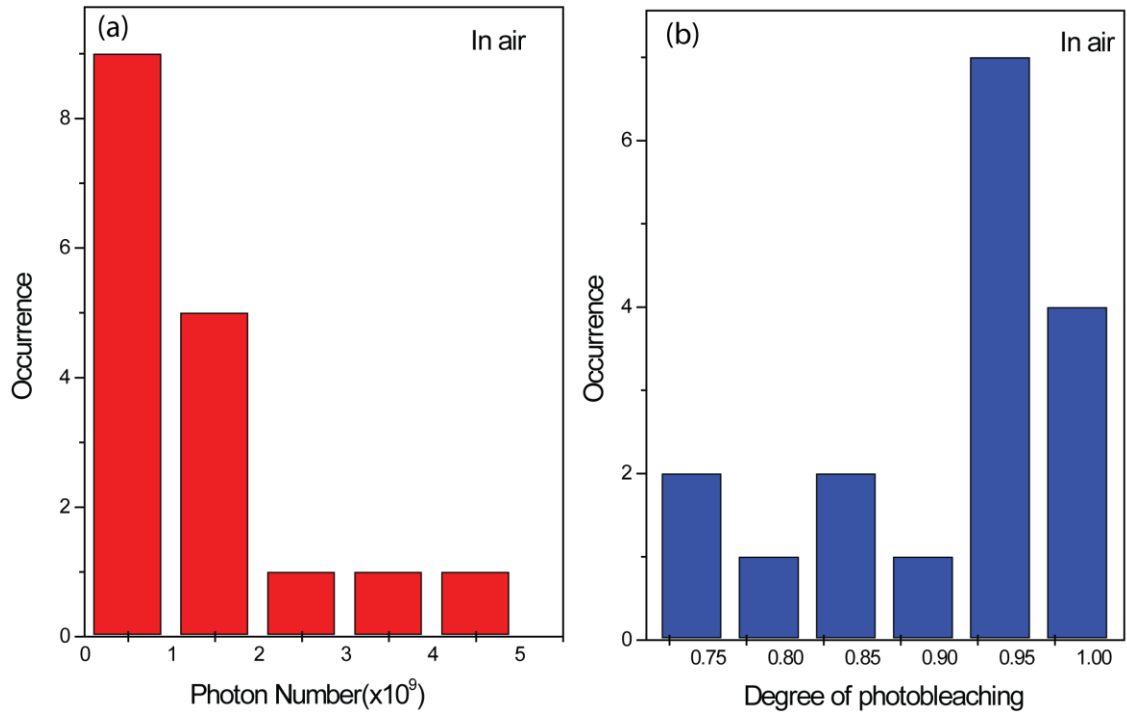 (a)
In air
8
6
4
2
0
Occurrence
0 1 2 3 4 5
Photon Number(x10⁹)
(b)
In air
6
4
2
0
Occurrence
0.75 0.80 0.85 0.90 0.95 1.00
Degree of photobleaching